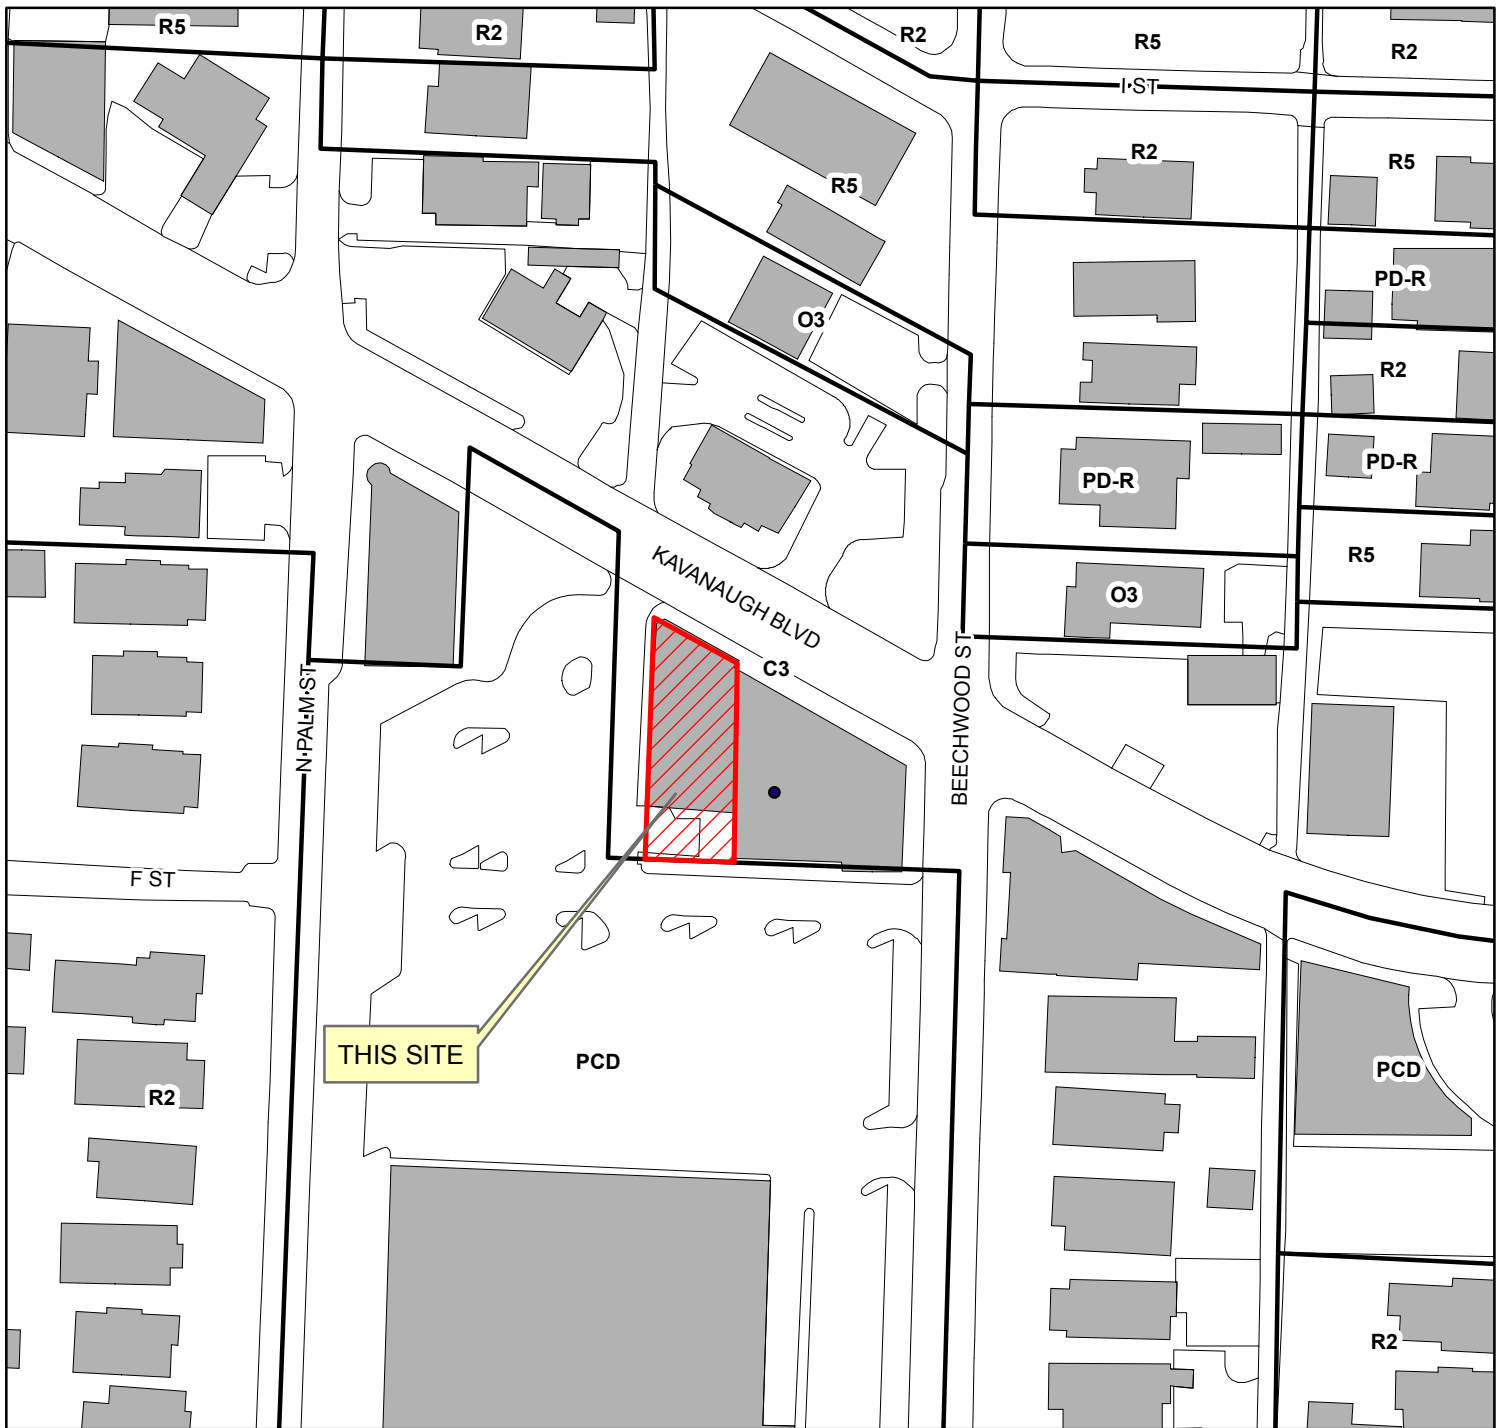 R5
R2
R2
R5
R2
I ST
R2
R5
R5
PD-R
O3
R2
PD-R
PD-R
KAVANAUGH BLVD
R5
O3
C3
N PALM ST
BEECHWOOD ST
F ST
THIS SITE
PCD
PCD
R2
R2